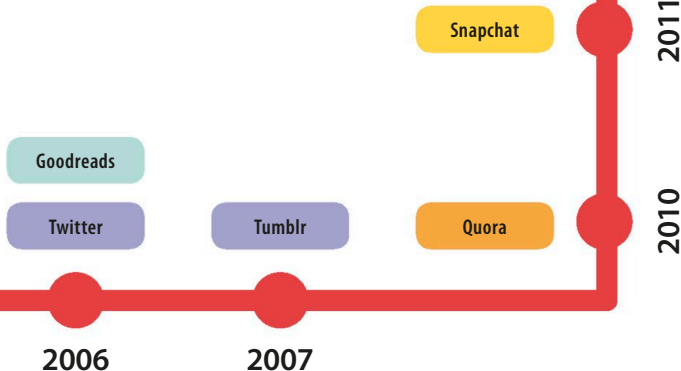 Snapchat
2011
Goodreads
Twitter
Tumblr
Quora
2010
2006
2007